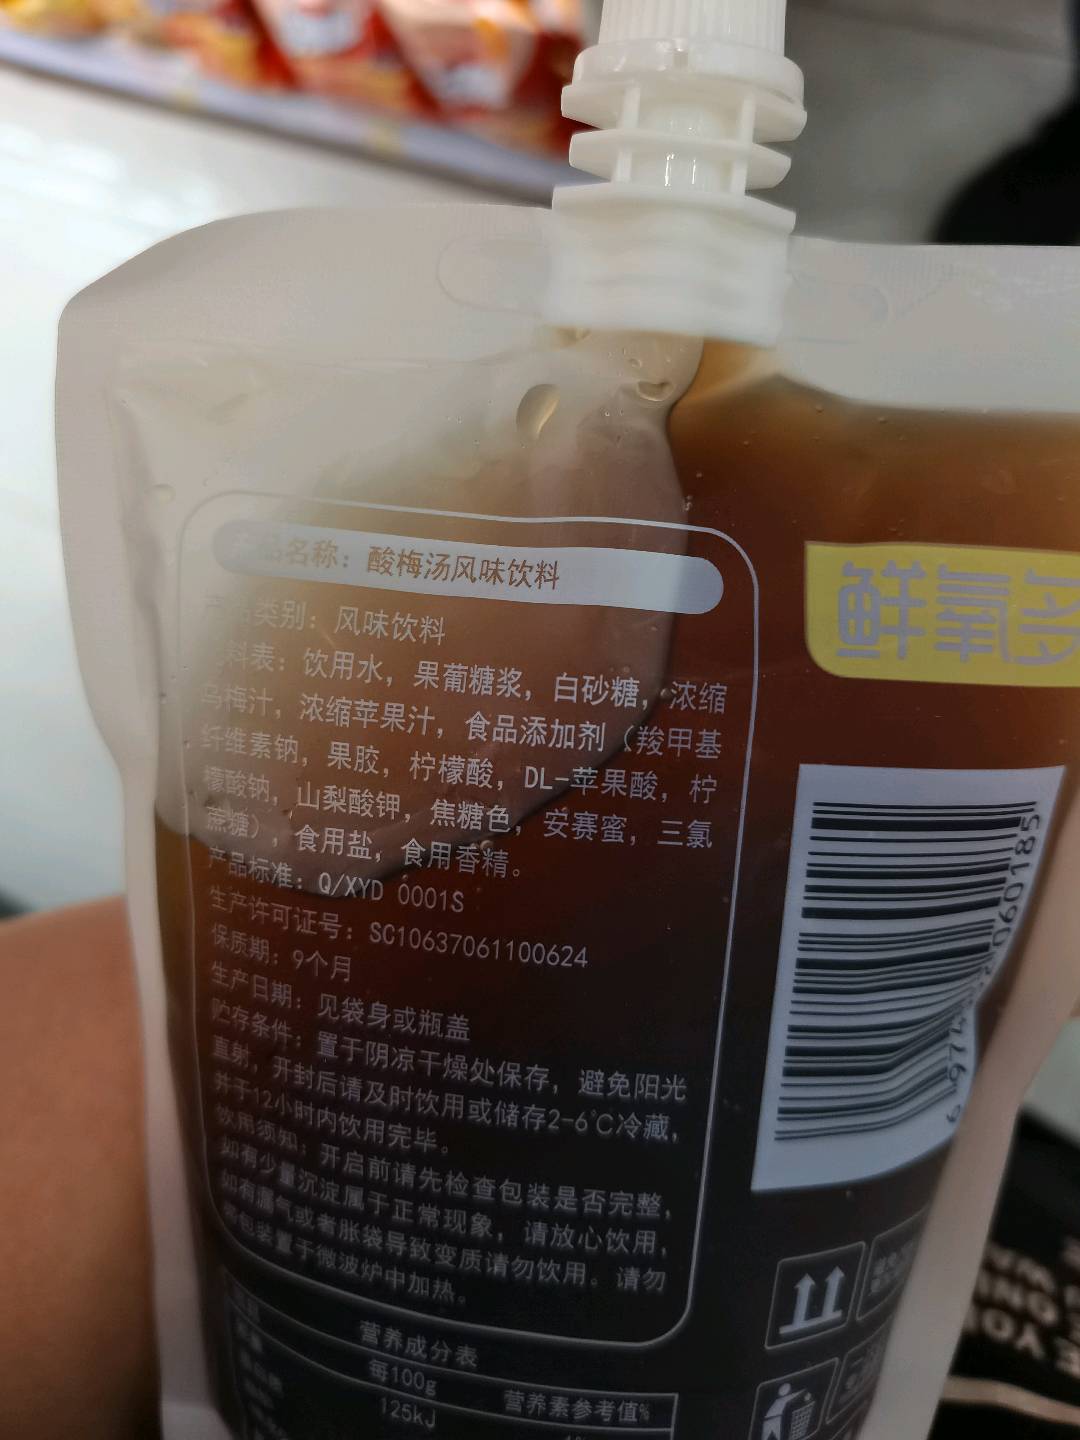 产品名称：酸梅汤风味饮料
产品类别：风味饮料
配料表：饮用水，果葡糖浆，白砂糖，浓缩
乌梅汁，浓缩苹果汁，食品添加剂（羧甲基
纤维素钠，果胶，柠檬酸，DL-苹果酸，柠
檬酸钠，山梨酸钾，焦糖色，安赛蜜，三氯
蔗糖），食用盐，食用香精。
产品标准：Q/XYD 0001S
生产许可证号：SC10637061100624
保质期：9个月
生产日期：见袋身或瓶盖
贮存条件：置于阴凉干燥处保存，避免阳光
直射，开封后请及时饮用或储存2-6℃冷藏，
并于12小时内饮用完毕。
饮用须知：开启前请先检查包装是否完整，
如有少量沉淀属于正常现象，请放心饮用，
如有漏气或者胀袋导致变质请勿饮用。请勿
将包装置于微波炉中加热。
营养成分表
每100g
营养素参考值%
125kJ
鲜氧多